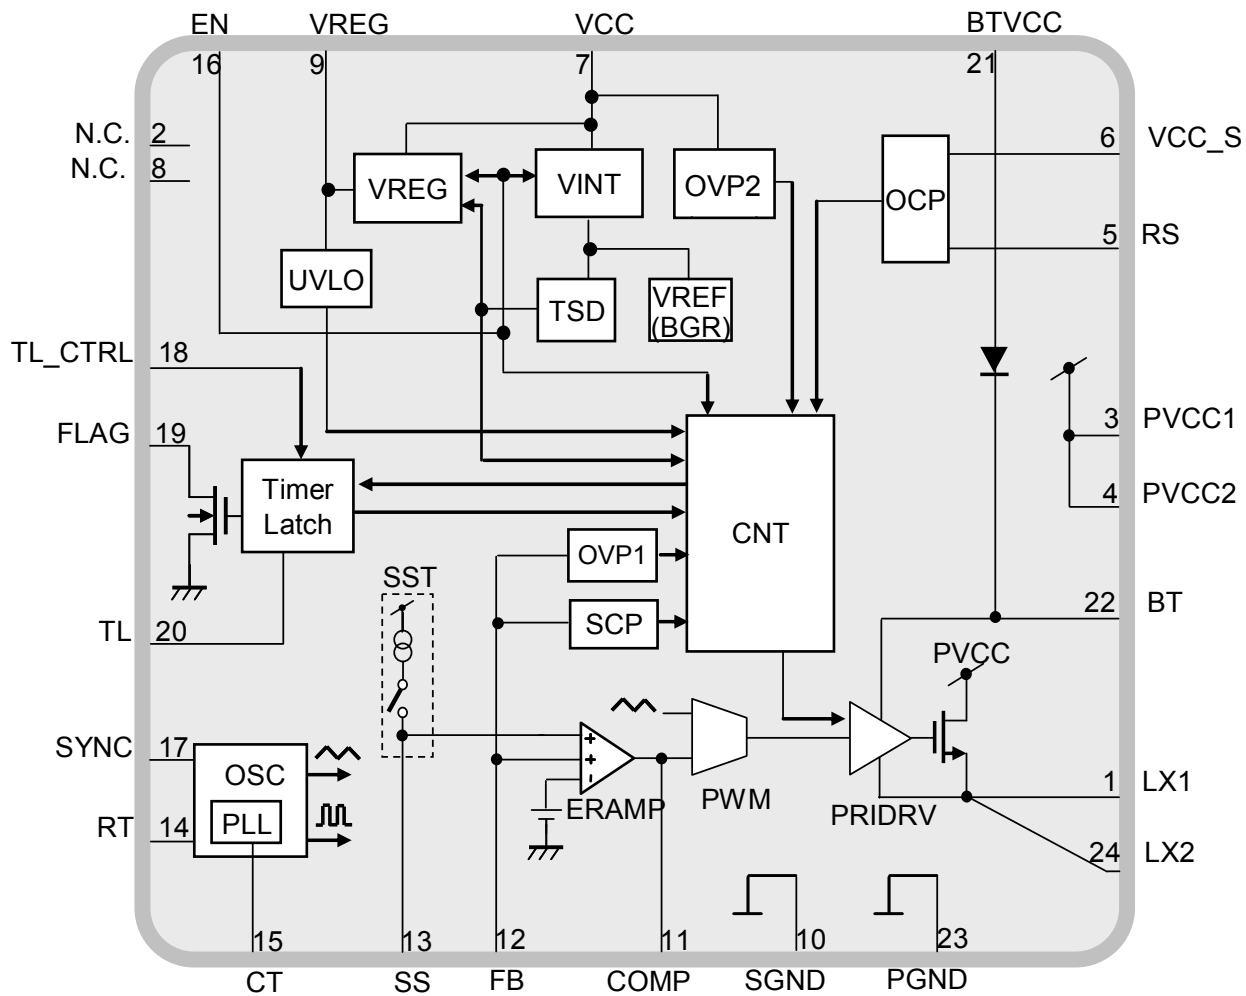 EN
VREG
VCC
BTVCC
16
9
7
21
N.C.
2
6
VCC_S
N.C.
8
VREG
VINT
OVP2
OCP
5
RS
UVLO
TSD
VREF
(BGR)
TL_CTRL
18
FLAG
19
3
PVCC1
4
PVCC2
Timer
Latch
CNT
OVP1
SST
SCP
22
BT
TL
20
PVCC
SYNC
17
OSC
PLL
RT
14
ERAMP
PWM
PRIDRV
1
LX1
24
LX2
15
13
12
11
10
23
CT
SS
FB
COMP
SGND
PGND